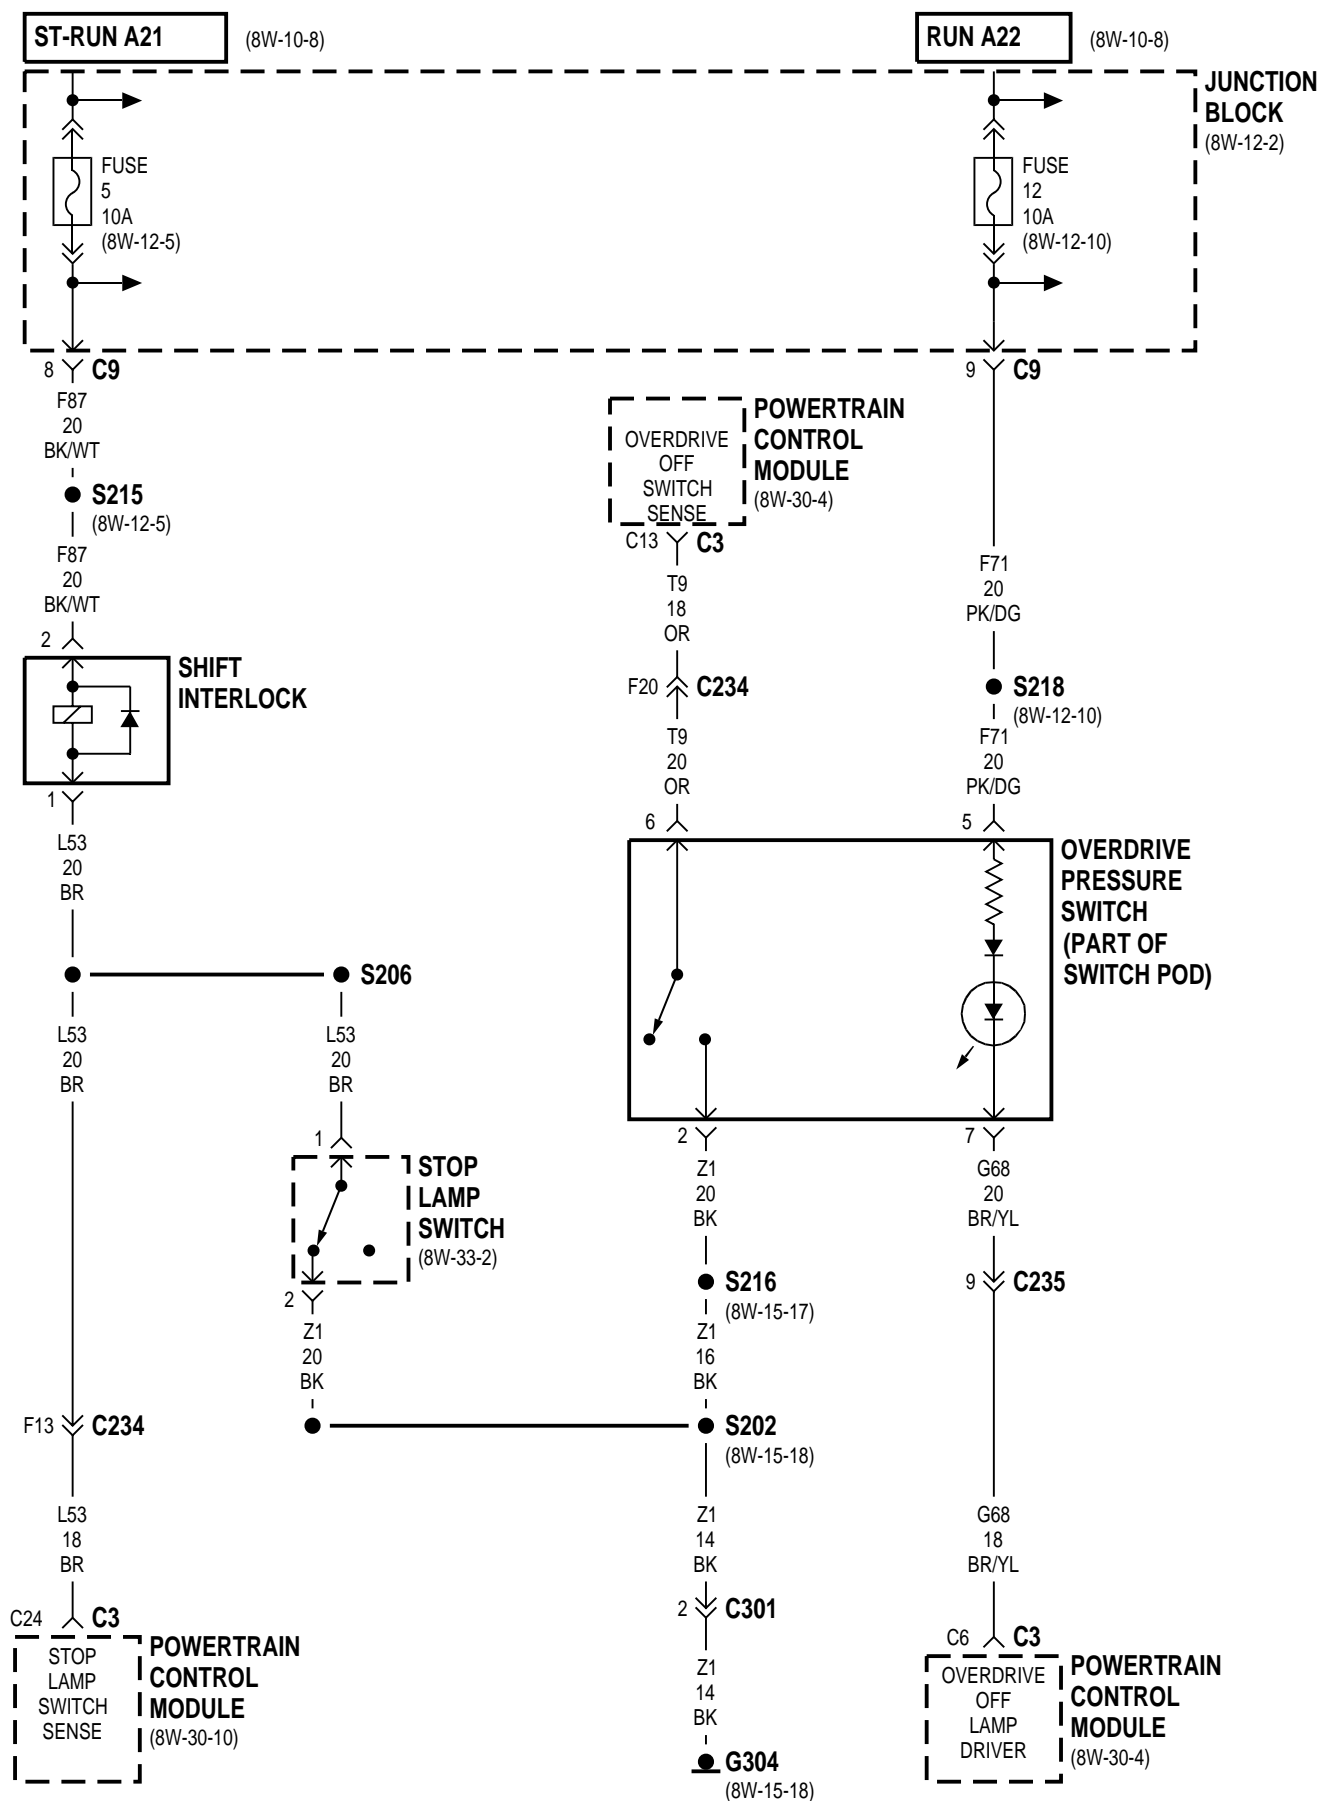 ST-RUN A21
(8W-10-8)
RUN A22
(8W-10-8)
JUNCTION
BLOCK
(8W-12-2)
FUSE
5
10A
(8W-12-5)
FUSE
12
10A
(8W-12-10)
8
C9
9
C9
F87
20
BK/WT
S215
(8W-12-5)
F87
20
BK/WT
2
SHIFT
INTERLOCK
1
L53
20
BR
S206
L53
20
BR
L53
20
BR
1
STOP
LAMP
SWITCH
(8W-33-2)
2
Z1
20
BK
F13
C234
L53
18
BR
C24
C3
STOP
LAMP
SWITCH
SENSE
POWERTRAIN
CONTROL
MODULE
(8W-30-10)
OVERDRIVE
OFF
SWITCH
SENSE
POWERTRAIN
CONTROL
MODULE
(8W-30-4)
C13
C3
T9
18
OR
F20
C234
T9
20
OR
6
F71
20
PK/DG
S218
(8W-12-10)
F71
20
PK/DG
5
OVERDRIVE
PRESSURE
SWITCH
(PART OF
SWITCH POD)
2
Z1
20
BK
S216
(8W-15-17)
Z1
16
BK
S202
(8W-15-18)
Z1
14
BK
2
C301
Z1
14
BK
G304
(8W-15-18)
7
G68
20
BR/YL
9
C235
G68
18
BR/YL
C6
C3
OVERDRIVE
OFF
LAMP
DRIVER
POWERTRAIN
CONTROL
MODULE
(8W-30-4)